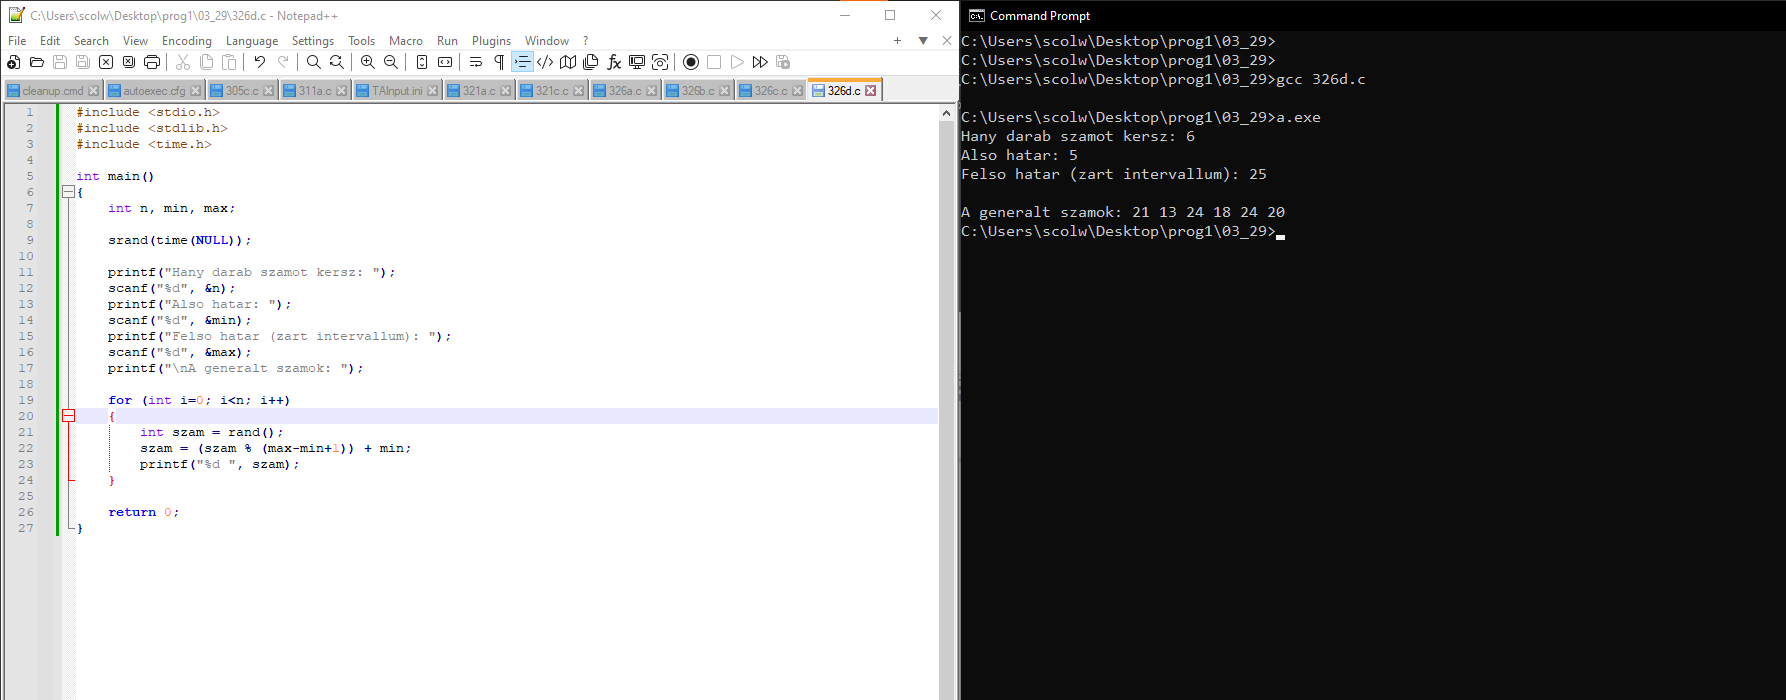 C:\Users\scolw\Desktop\prog1\03_29\326d.c - Notepad++
File Edit Search View Encoding Language Settings Tools Macro Run Plugins Window ?
cleanup.cmd autoexec.cfg 305c.c 311a.c TAInput.ini 321a.c 321c.c 326a.c 326b.c 326c.c 326d.c
1 #include <stdio.h>
2 #include <stdlib.h>
3 #include <time.h>
4
5 int main()
6 {
7 int n, min, max;
8
9 srand(time(NULL));
10
11 printf("Hany darab szamot kersz: ");
12 scanf("%d", &n);
13 printf("Also hatar: ");
14 scanf("%d", &min);
15 printf("Felso hatar (zart intervallum): ");
16 scanf("%d", &max);
17 printf("\nA generalt szamok: ");
18
19 for (int i=0; i<n; i++)
20 {
21 int szam = rand();
22 szam = (szam % (max-min+1)) + min;
23 printf("%d ", szam);
24 }
25
26 return 0;
27 }
Command Prompt
C:\Users\scolw\Desktop\prog1\03_29>
C:\Users\scolw\Desktop\prog1\03_29>
C:\Users\scolw\Desktop\prog1\03_29>gcc 326d.c
C:\Users\scolw\Desktop\prog1\03_29>a.exe
Hany darab szamot kersz: 6
Also hatar: 5
Felso hatar (zart intervallum): 25
A generalt szamok: 21 13 24 18 24 20
C:\Users\scolw\Desktop\prog1\03_29>